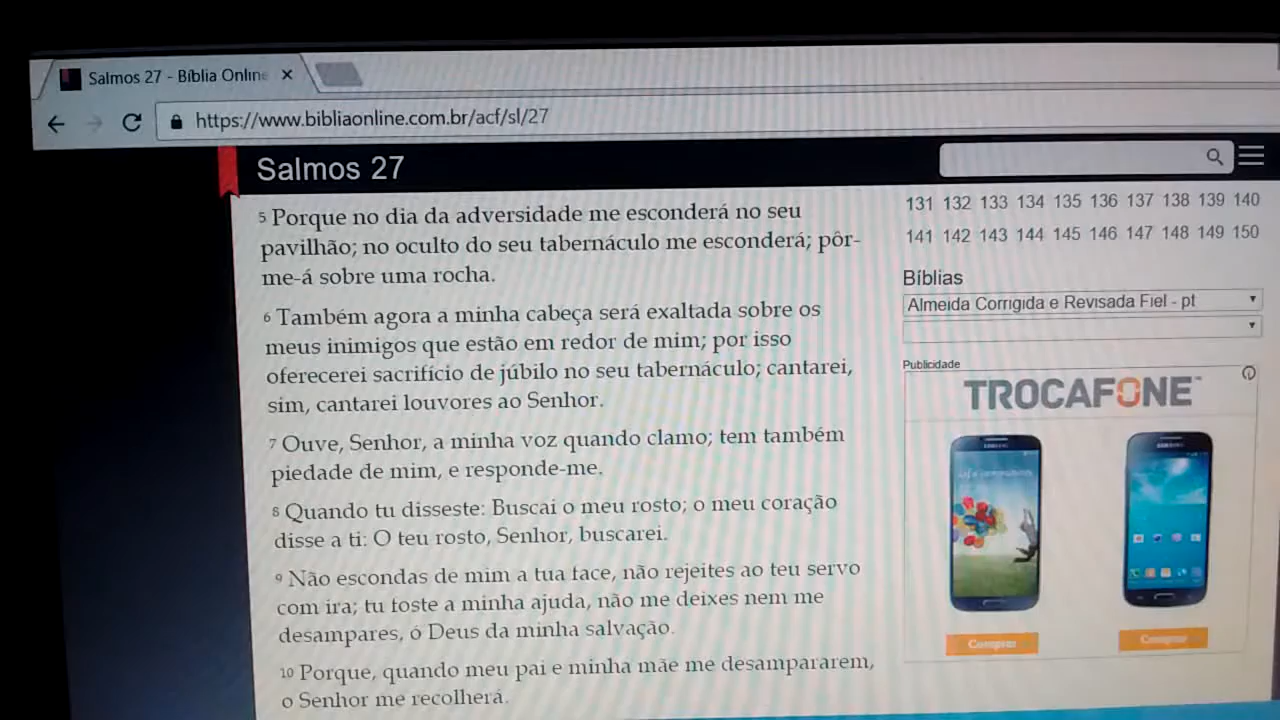 Salmos 27 - Bíblia Online
https://www.bibliaonline.com.br/acf/sl/27
Salmos 27
5 Porque no dia da adversidade me esconderá no seu
pavilhão; no oculto do seu tabernáculo me esconderá; pôr-
me-á sobre uma rocha.
6 Também agora a minha cabeça será exaltada sobre os
meus inimigos que estão em redor de mim; por isso
oferecerei sacrifício de júbilo no seu tabernáculo; cantarei,
sim, cantarei louvores ao Senhor.
7 Ouve, Senhor, a minha voz quando clamo; tem também
piedade de mim, e responde-me.
8 Quando tu disseste: Buscai o meu rosto; o meu coração
disse a ti: O teu rosto, Senhor, buscarei.
9 Não escondas de mim a tua face, não rejeites ao teu servo
com ira; tu foste a minha ajuda, não me deixes nem me
desampares, ó Deus da minha salvação.
10 Porque, quando meu pai e minha mãe me desampararem,
o Senhor me recolherá.
131 132 133 134 135 136 137 138 139 140
141 142 143 144 145 146 147 148 149 150
Bíblias
Almeida Corrigida e Revisada Fiel - pt
Publicidade
TROCAFONE
SAMSUNG
SAMSUNG
Comprar
Comprar